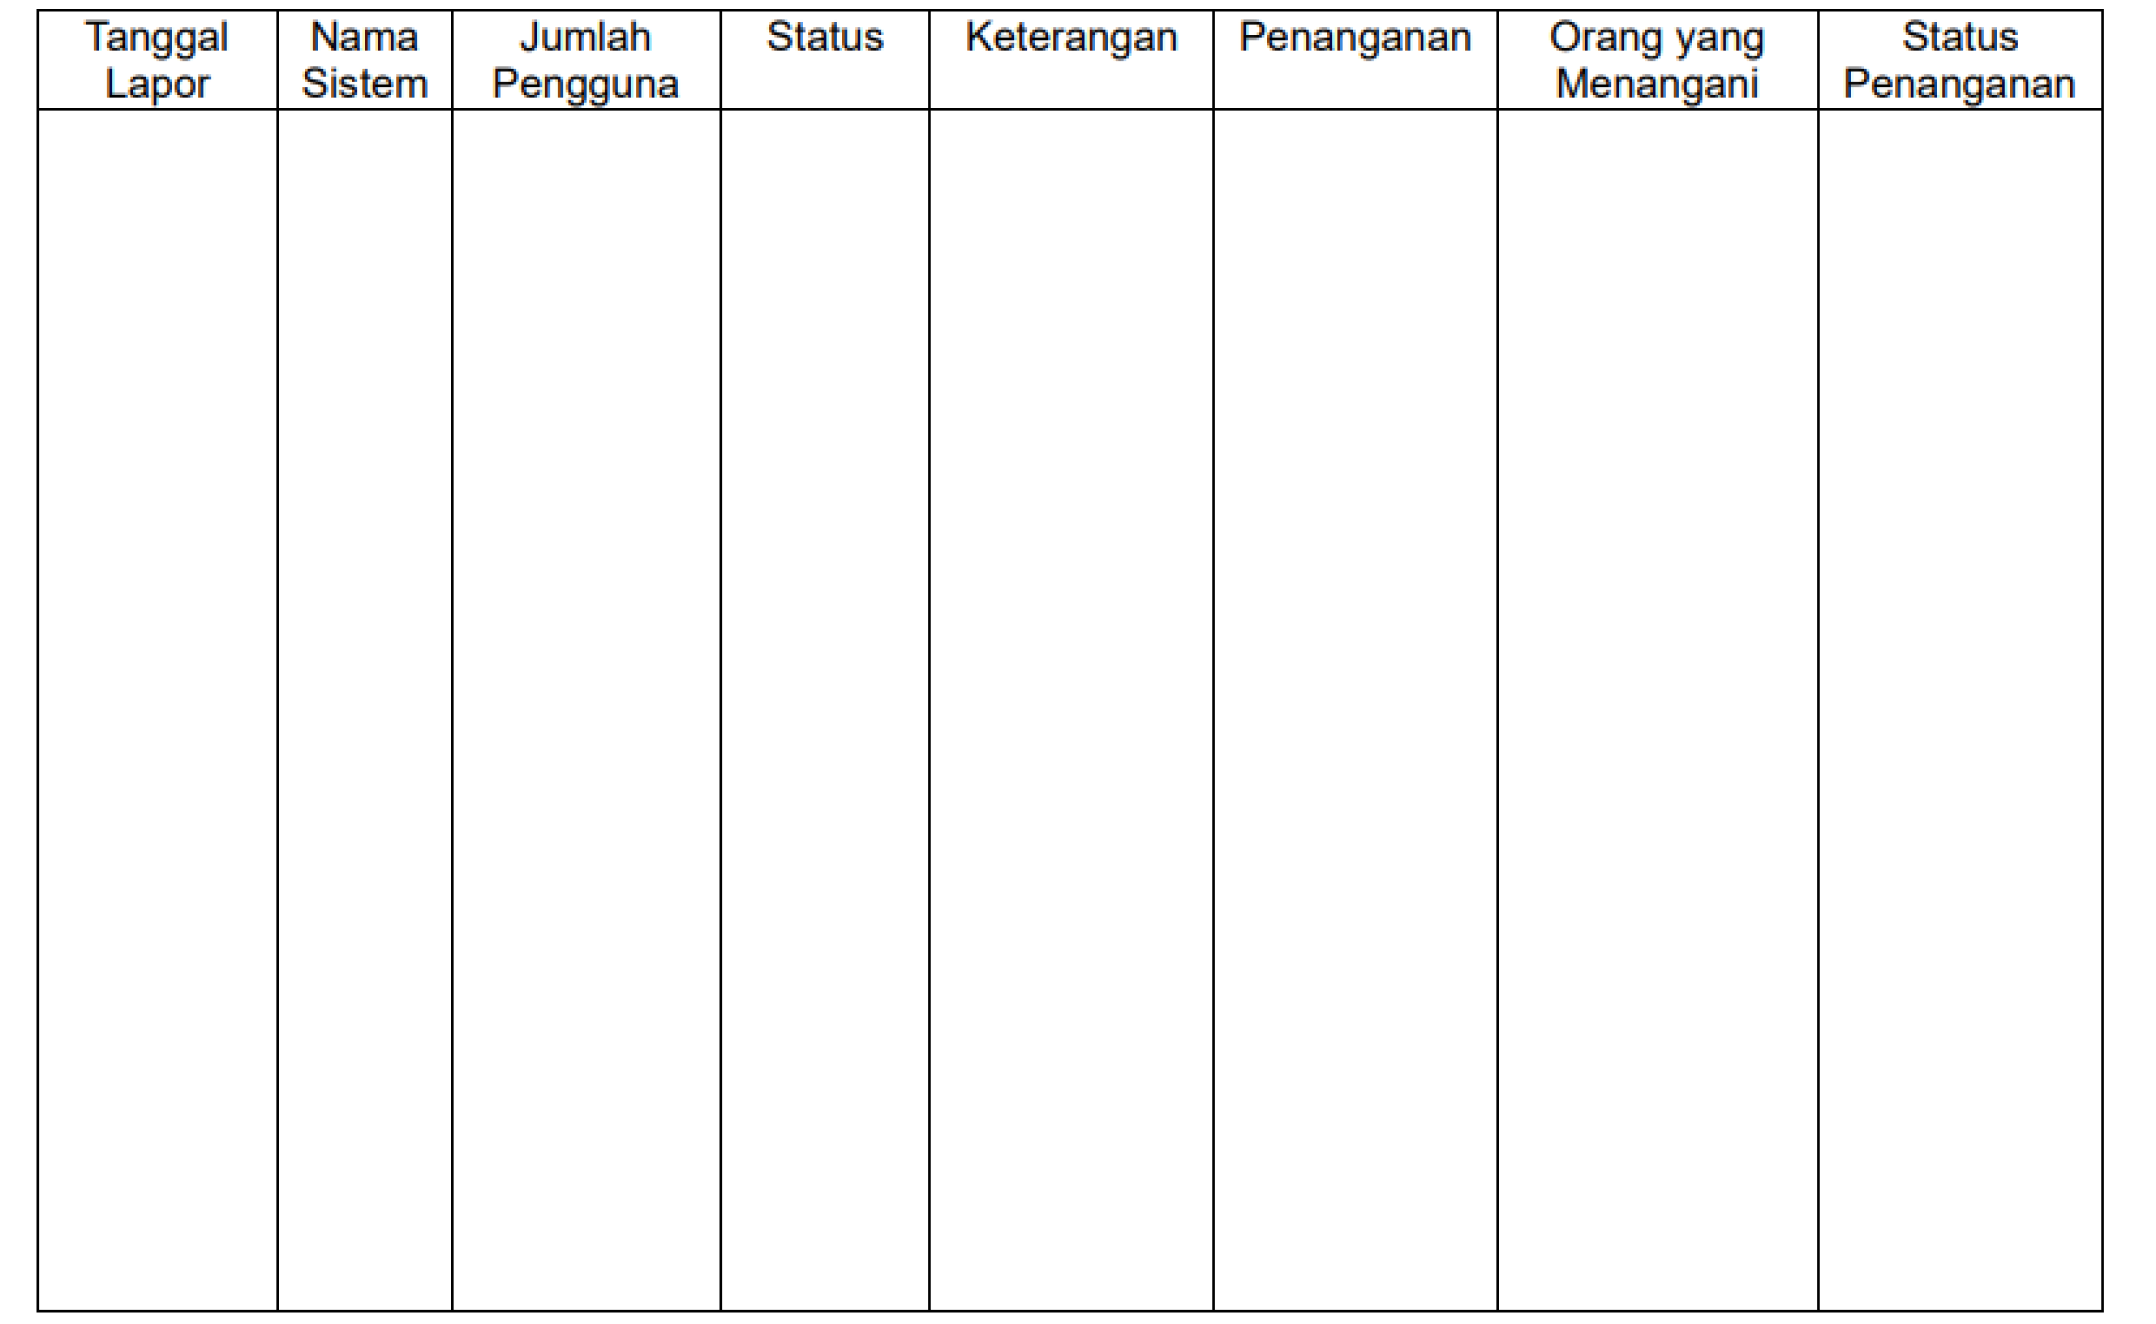 Tanggal
Lapor
Nama
Sistem
Jumlah
Pengguna
Status
Keterangan
Penanganan
Orang yang
Menangani
Status
Penanganan